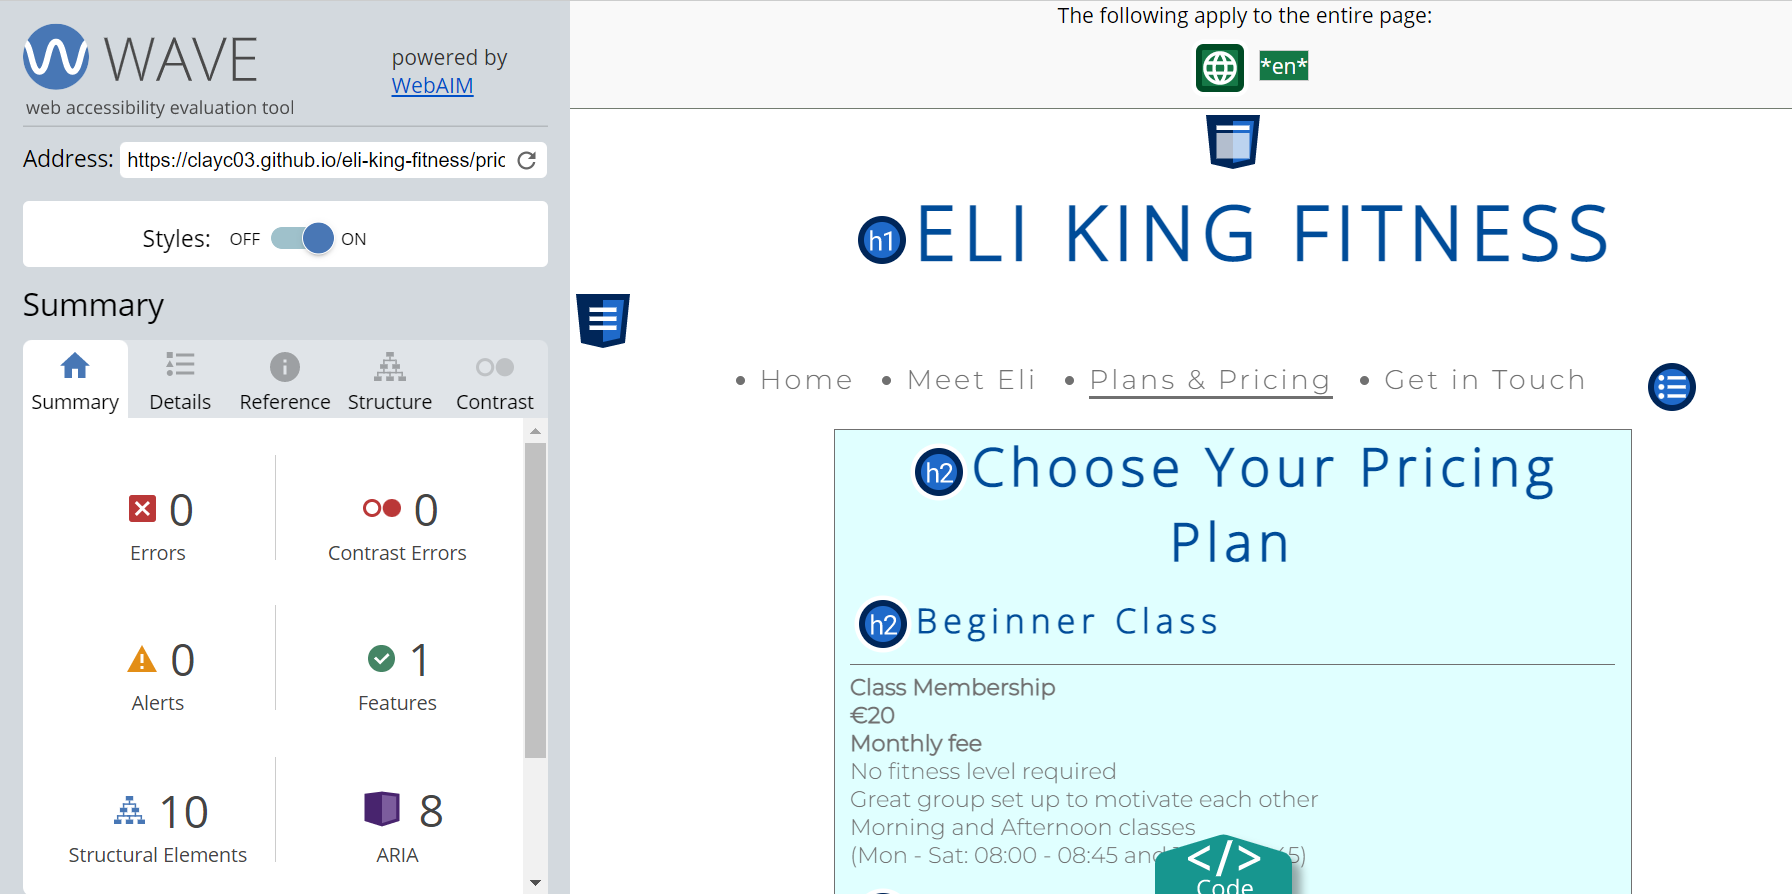 WAVE
web accessibility evaluation tool
powered by
WebAIM
Address: https://clayc03.github.io/eli-king-fitness/pric
Styles: OFF ON
Summary
Summary Details Reference Structure Contrast
0
Errors
0
Contrast Errors
0
Alerts
1
Features
10
Structural Elements
8
ARIA
The following apply to the entire page:
*en*
h1 ELI KING FITNESS
• Home • Meet Eli • Plans & Pricing • Get in Touch
h2 Choose Your Pricing
Plan
h2 Beginner Class
Class Membership
€20
Monthly fee
No fitness level required
Great group set up to motivate each other
Morning and Afternoon classes
(Mon - Sat: 08:00 - 08:45 and 5)
</> Code